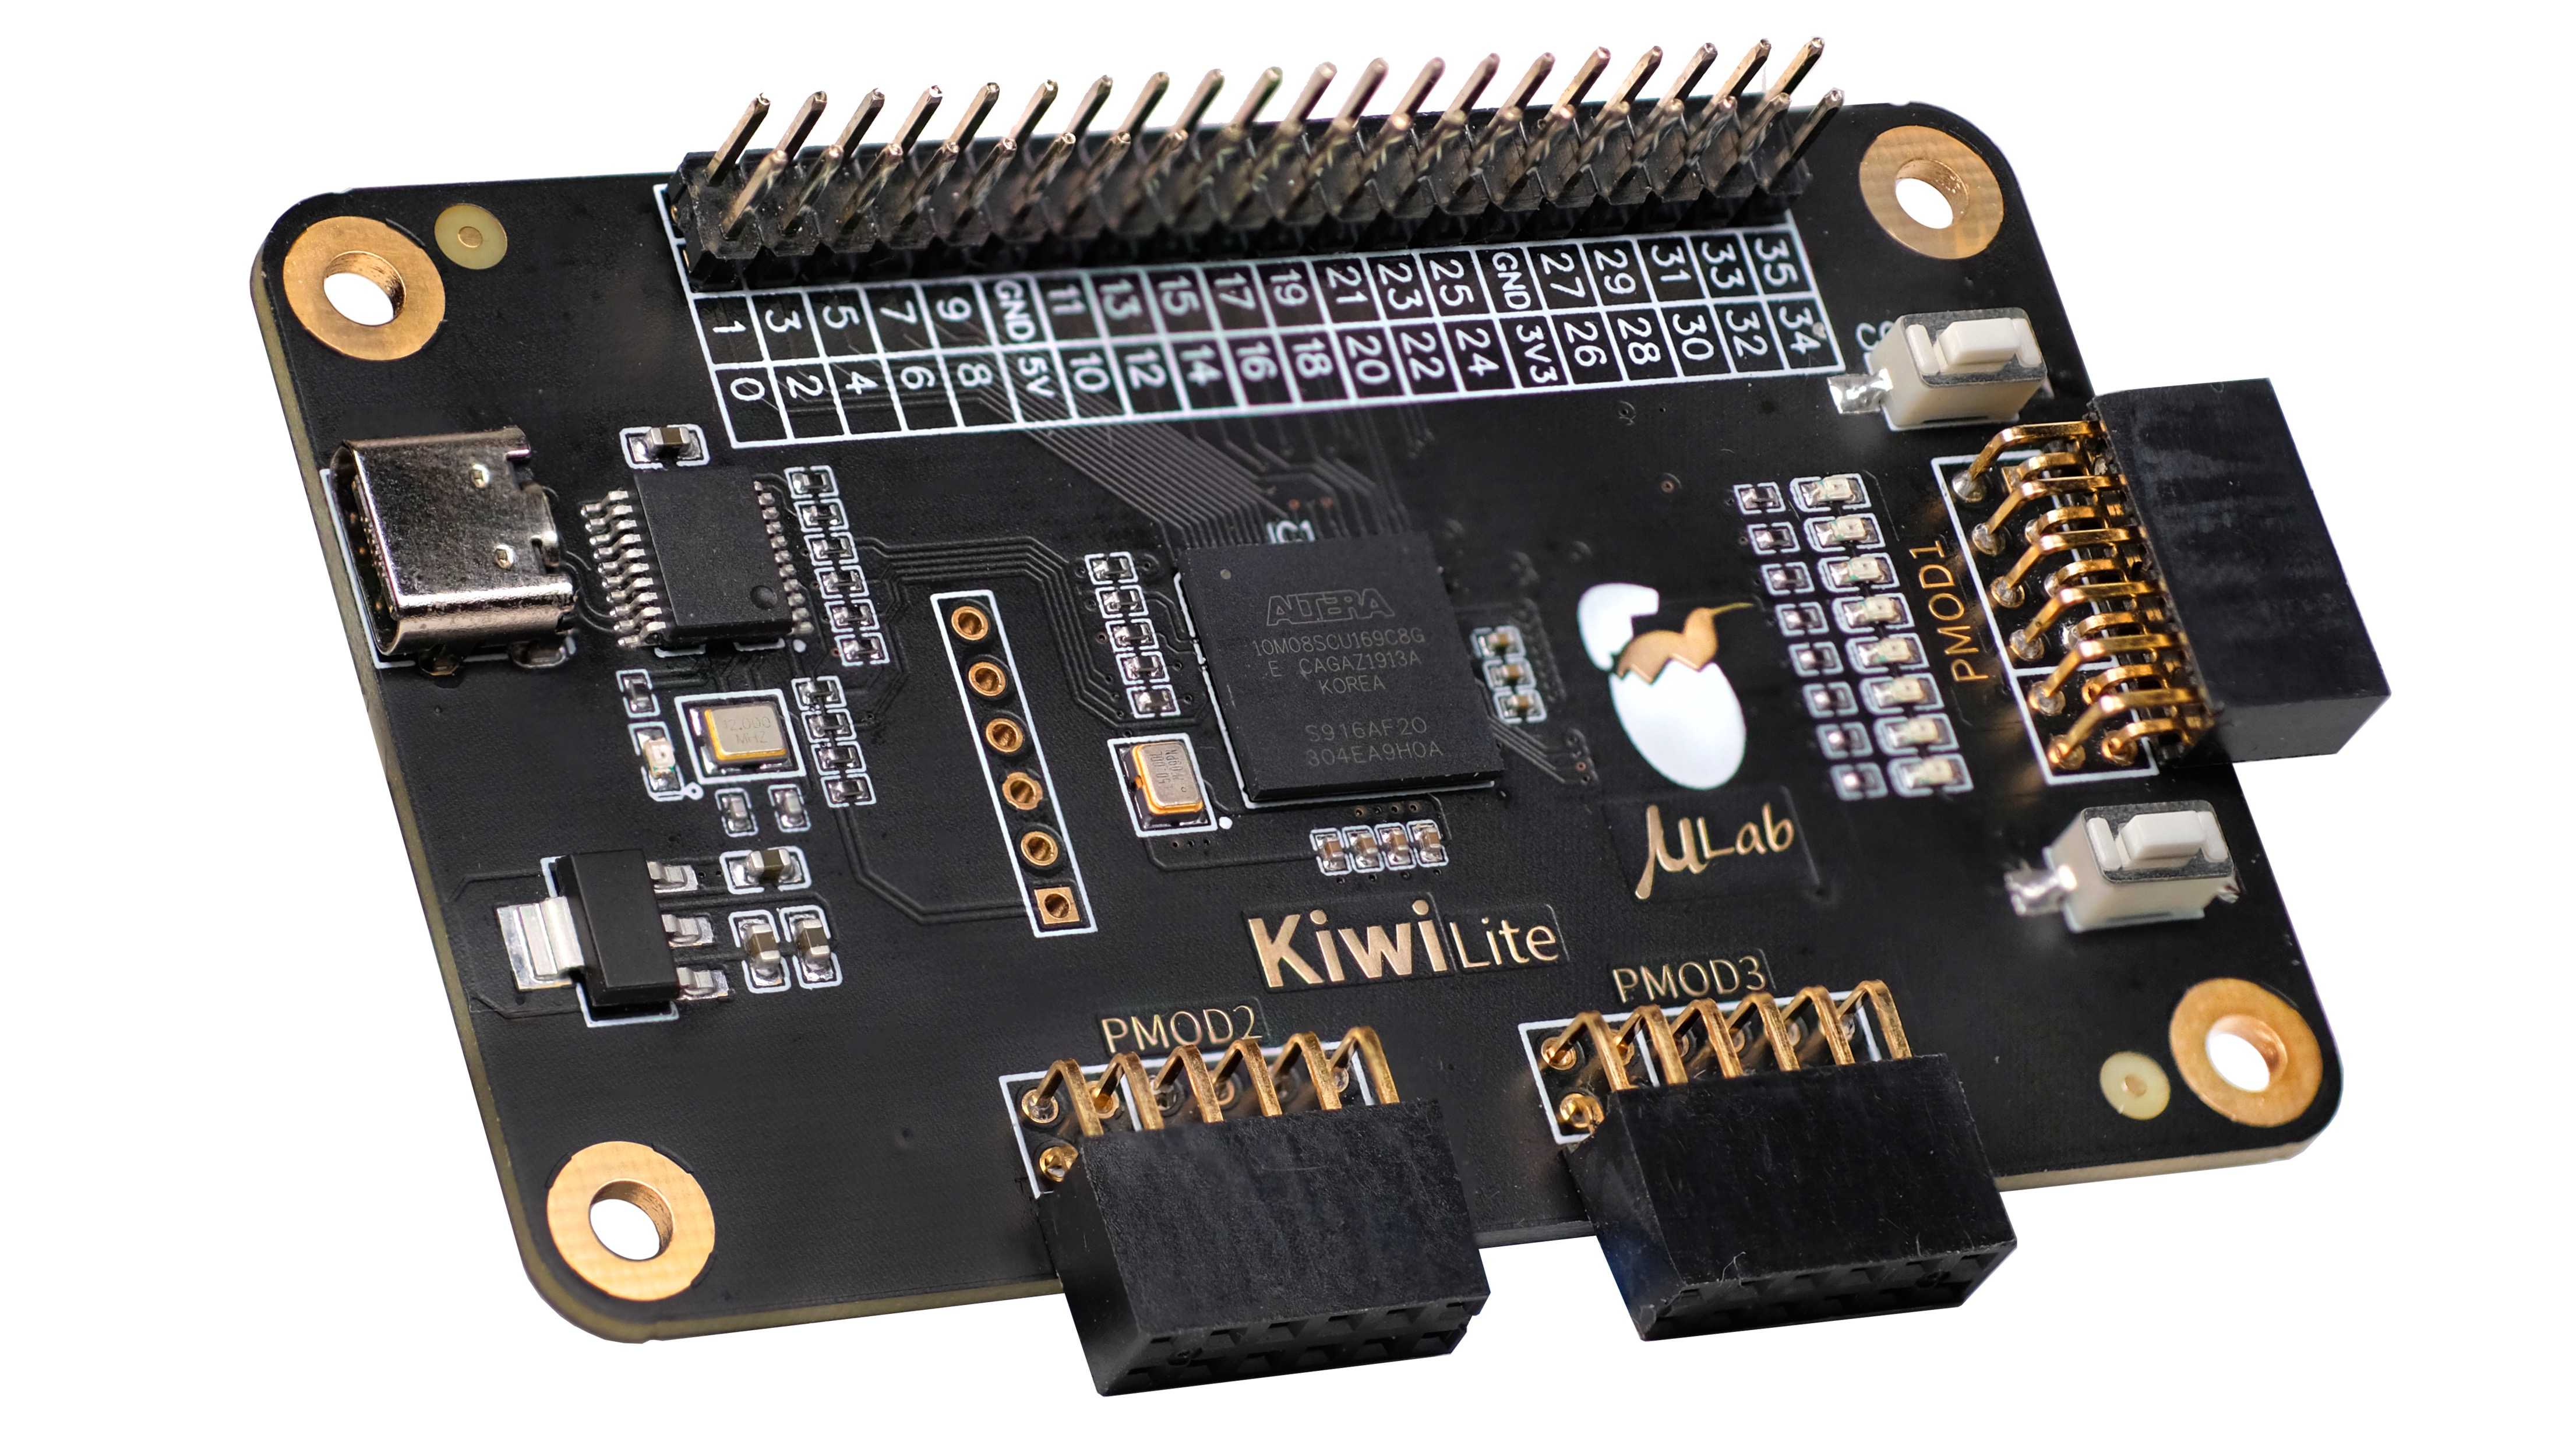 1 3 5 7 9 GND 11 13 15 17 19 21 23 25 GND 27 29 31 33 35
0 2 4 6 8 5V 10 12 14 16 18 20 22 24 3V3 26 28 30 32 34
IC1
ALTERA
10M08SCU169C8G
E CAGAZ1913A
KOREA
S916AF20
304EA9H0A
12.000
MHZ
PMOD1
μLab
Kiwi Lite
PMOD2
PMOD3